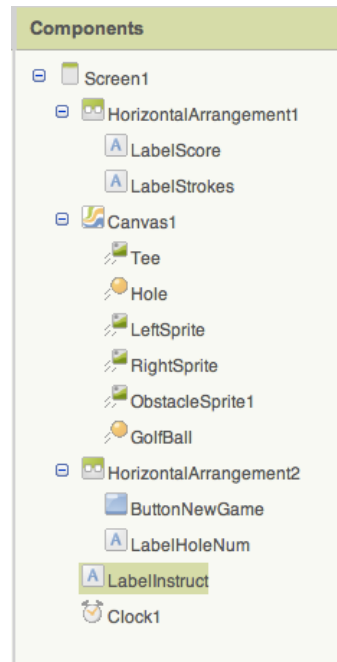 Components
Screen1
HorizontalArrangement1
LabelScore
LabelStrokes
Canvas1
Tee
Hole
LeftSprite
RightSprite
ObstacleSprite1
GolfBall
HorizontalArrangement2
ButtonNewGame
LabelHoleNum
LabelInstruct
Clock1